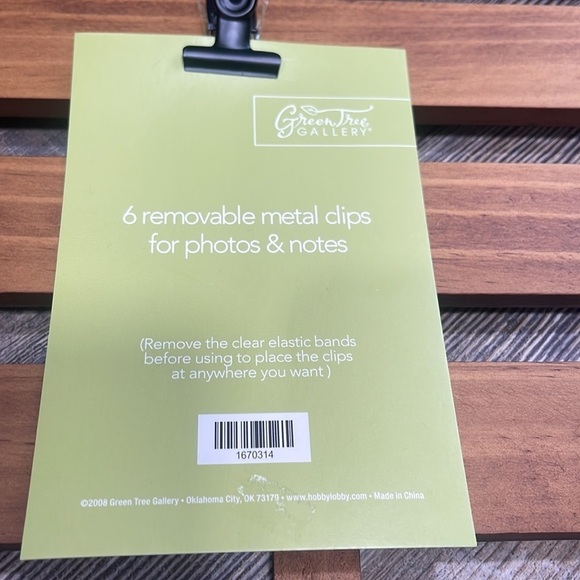 Green Tree
GALLERY®
6 removable metal clips
for photos & notes
(Remove the clear elastic bands
before using to place the clips
at anywhere you want )
1670314
©2008 Green Tree Gallery • Oklahoma City, OK 73179 • www.hobbylobby.com • Made in China